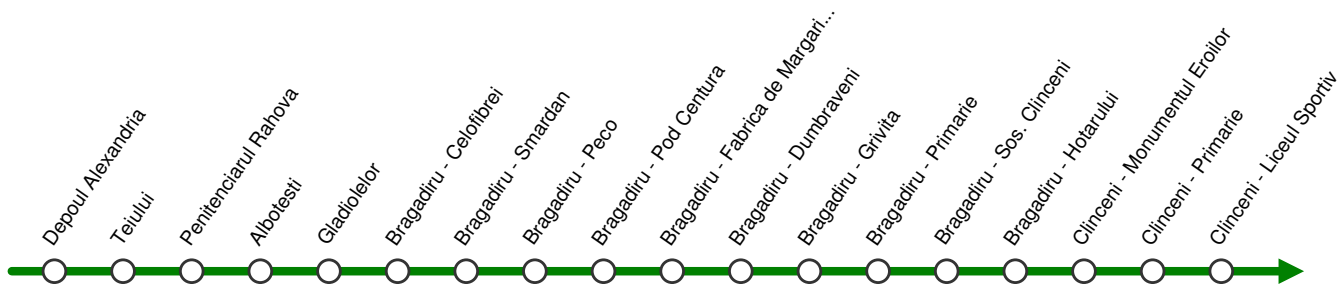 Depoul Alexandria
Teiului
Penitenciarul Rahova
Albotesti
Gladiolelor
Bragadiru - Celofibrei
Bragadiru - Smardan
Bragadiru - Peco
Bragadiru - Pod Centura
Bragadiru - Fabrica de Margari...
Bragadiru - Dumbraveni
Bragadiru - Grivita
Bragadiru - Primarie
Bragadiru - Sos. Clinceni
Bragadiru - Hotarului
Clinceni - Monumentul Eroilor
Clinceni - Primarie
Clinceni - Liceul Sportiv